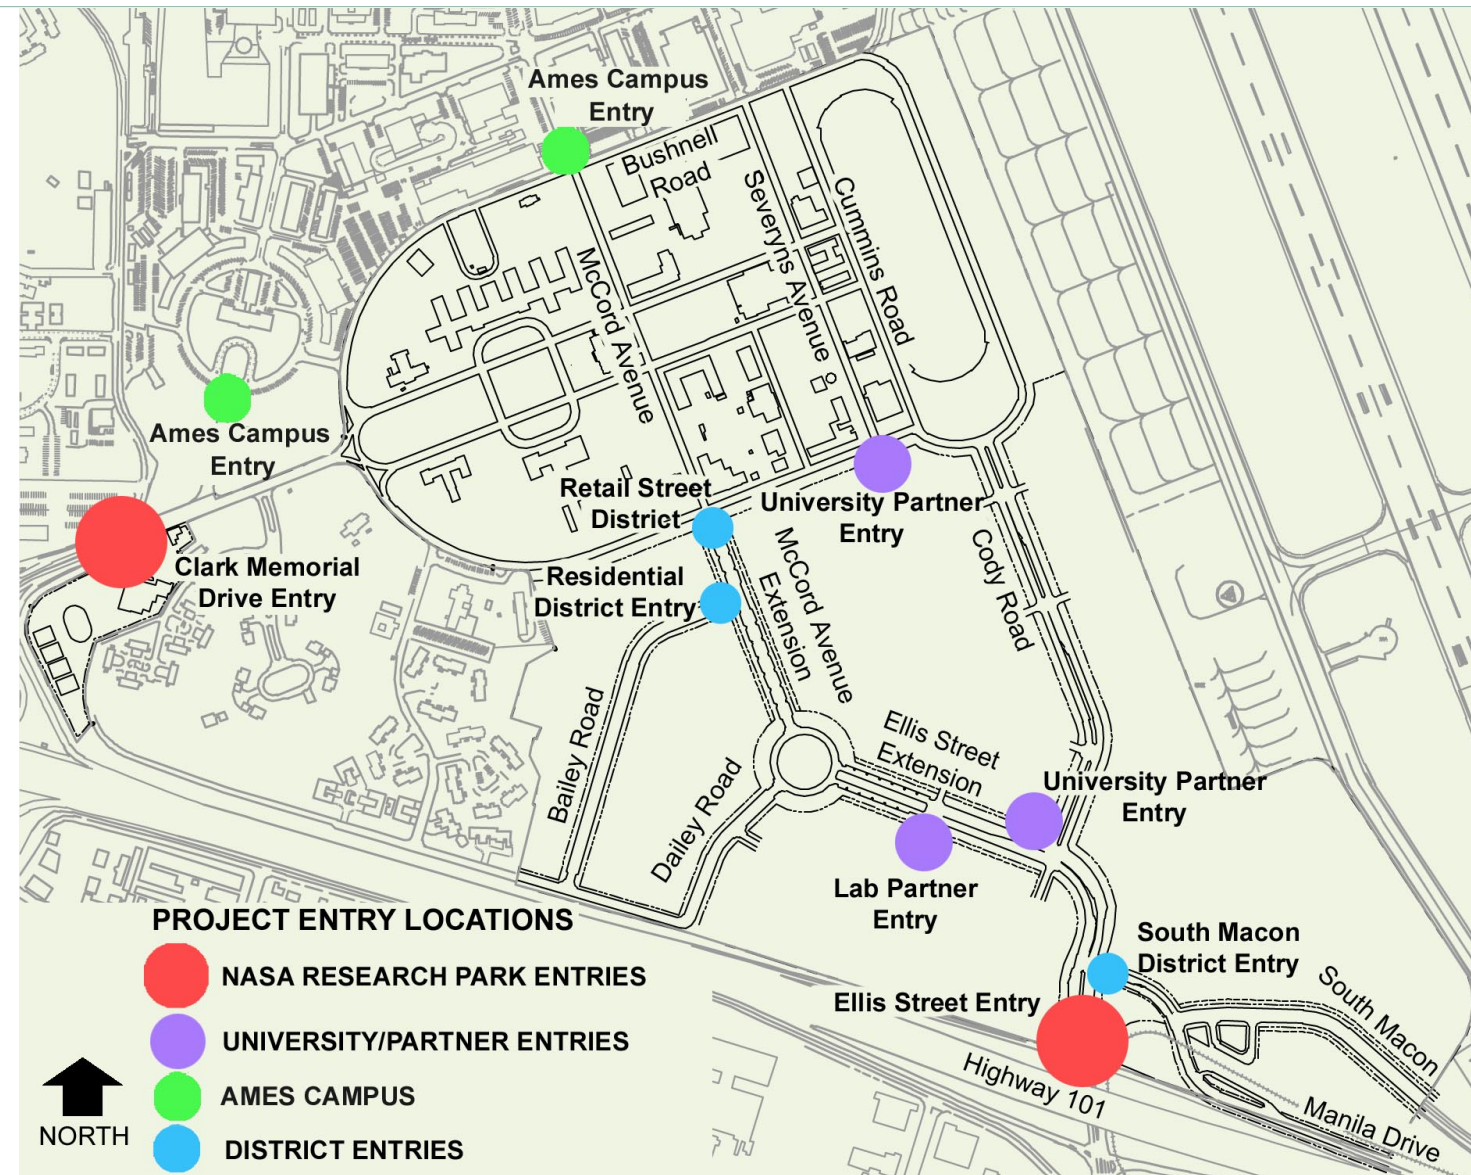 Ames Campus
Entry
Bushnell
Road
Severyns Avenue
Cummins Road
McCord Avenue
Ames Campus
Entry
Retail Street
District
University Partner
Entry
Clark Memorial
Drive Entry
Residential
District Entry
McCord Avenue
Extension
Cody Road
Bailey Road
Dailey Road
Ellis Street
Extension
University Partner
Entry
Lab Partner
Entry
South Macon
District Entry
Ellis Street Entry
South Macon
Highway 101
Manila Drive
PROJECT ENTRY LOCATIONS
NASA RESEARCH PARK ENTRIES
UNIVERSITY/PARTNER ENTRIES
AMES CAMPUS
DISTRICT ENTRIES
NORTH